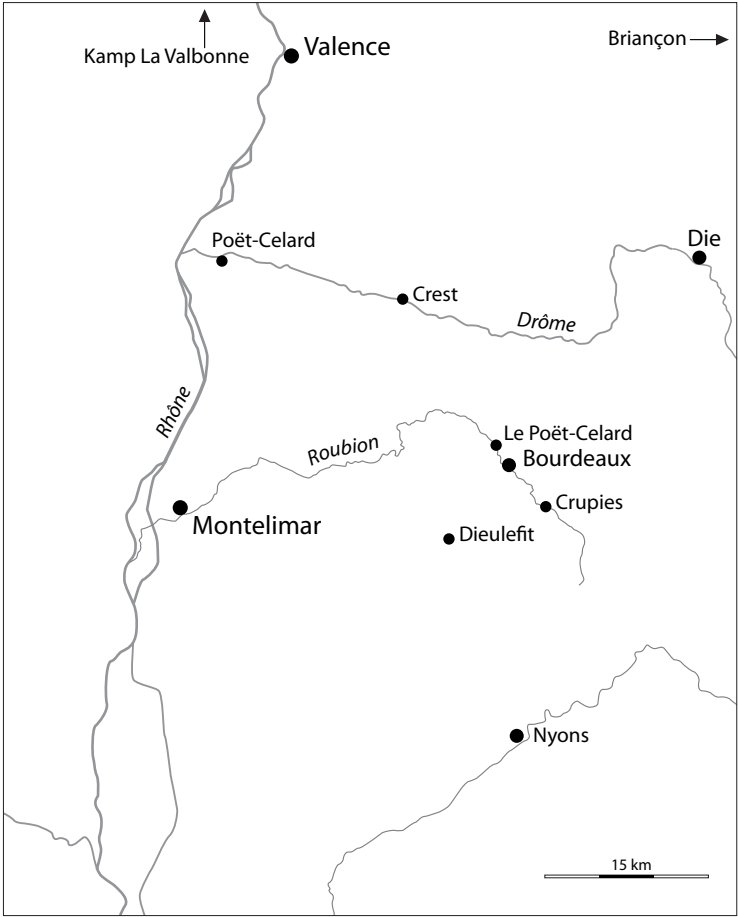 Valence
Briançon
Kamp La Valbonne
Poët-Celard
Die
Crest
Drôme
Rhône
Le Poët-Celard
Roubion
Bourdeaux
Crupies
Montelimar
Dieulefit
Nyons
15 km